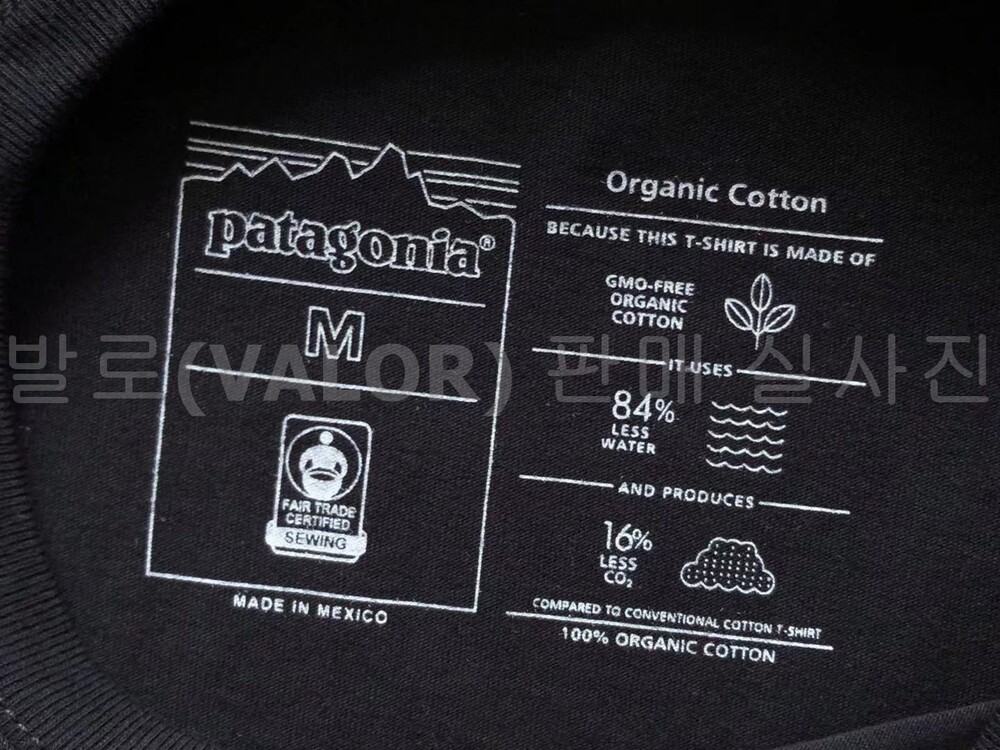 patagonia®
M
FAIR TRADE
CERTIFIED
SEWING
MADE IN MEXICO
Organic Cotton
BECAUSE THIS T-SHIRT IS MADE OF
GMO-FREE
ORGANIC
COTTON
IT USES
84%
LESS
WATER
AND PRODUCES
16%
LESS
CO₂
COMPARED TO CONVENTIONAL COTTON T-SHIRT
100% ORGANIC COTTON
발로(VALOR) 판매 실사진